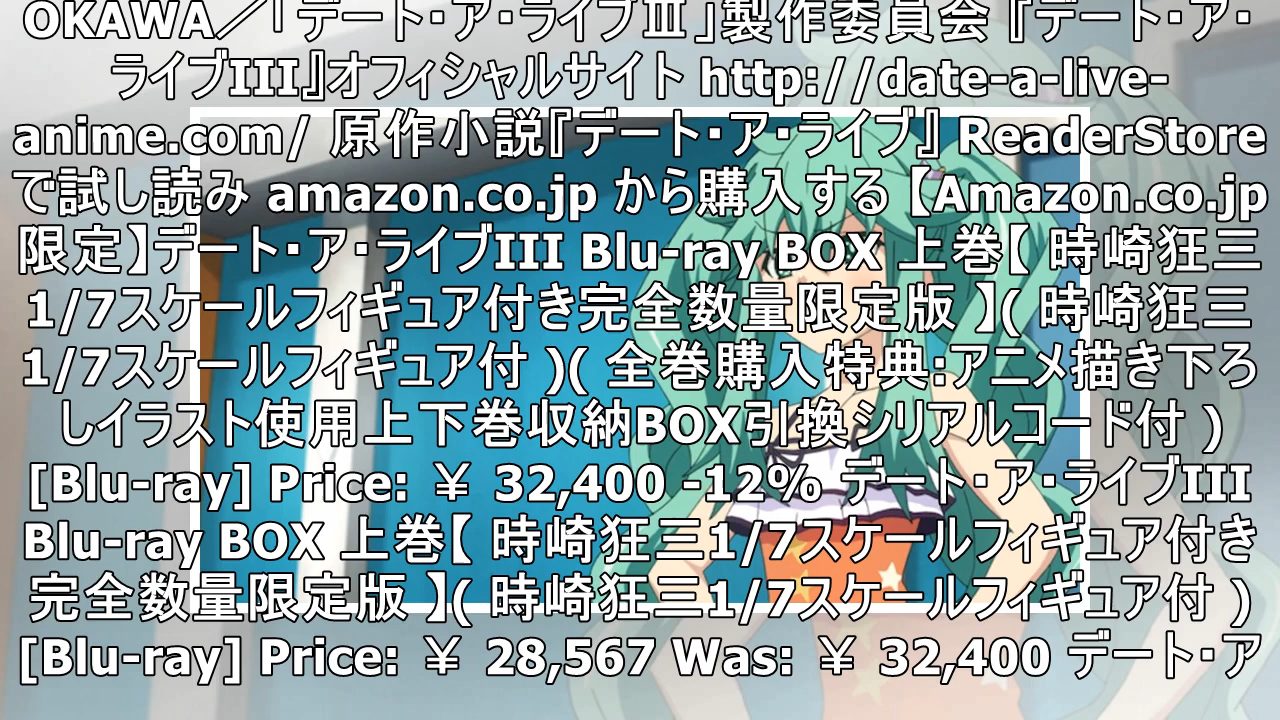 OKAWA／「デート・ア・ライブⅢ」製作委員会『デート・ア・
ライブIII』オフィシャルサイト http://date-a-live-
anime.com/ 原作小説『デート・ア・ライブ』 ReaderStore
で試し読み amazon.co.jp から購入する 【Amazon.co.jp
限定】デート・ア・ライブIII Blu-ray BOX 上巻【 時崎狂三
1/7スケールフィギュア付き完全数量限定版 】( 時崎狂三
1/7スケールフィギュア付 )( 全巻購入特典:アニメ描き下ろ
しイラスト使用上下巻収納BOX引換シリアルコード付 )
[Blu-ray] Price: ￥ 32,400 -12% デート・ア・ライブIII
Blu-ray BOX 上巻【 時崎狂三1/7スケールフィギュア付き
完全数量限定版 】( 時崎狂三1/7スケールフィギュア付 )
[Blu-ray] Price: ￥ 28,567 Was: ￥ 32,400 デート・ア